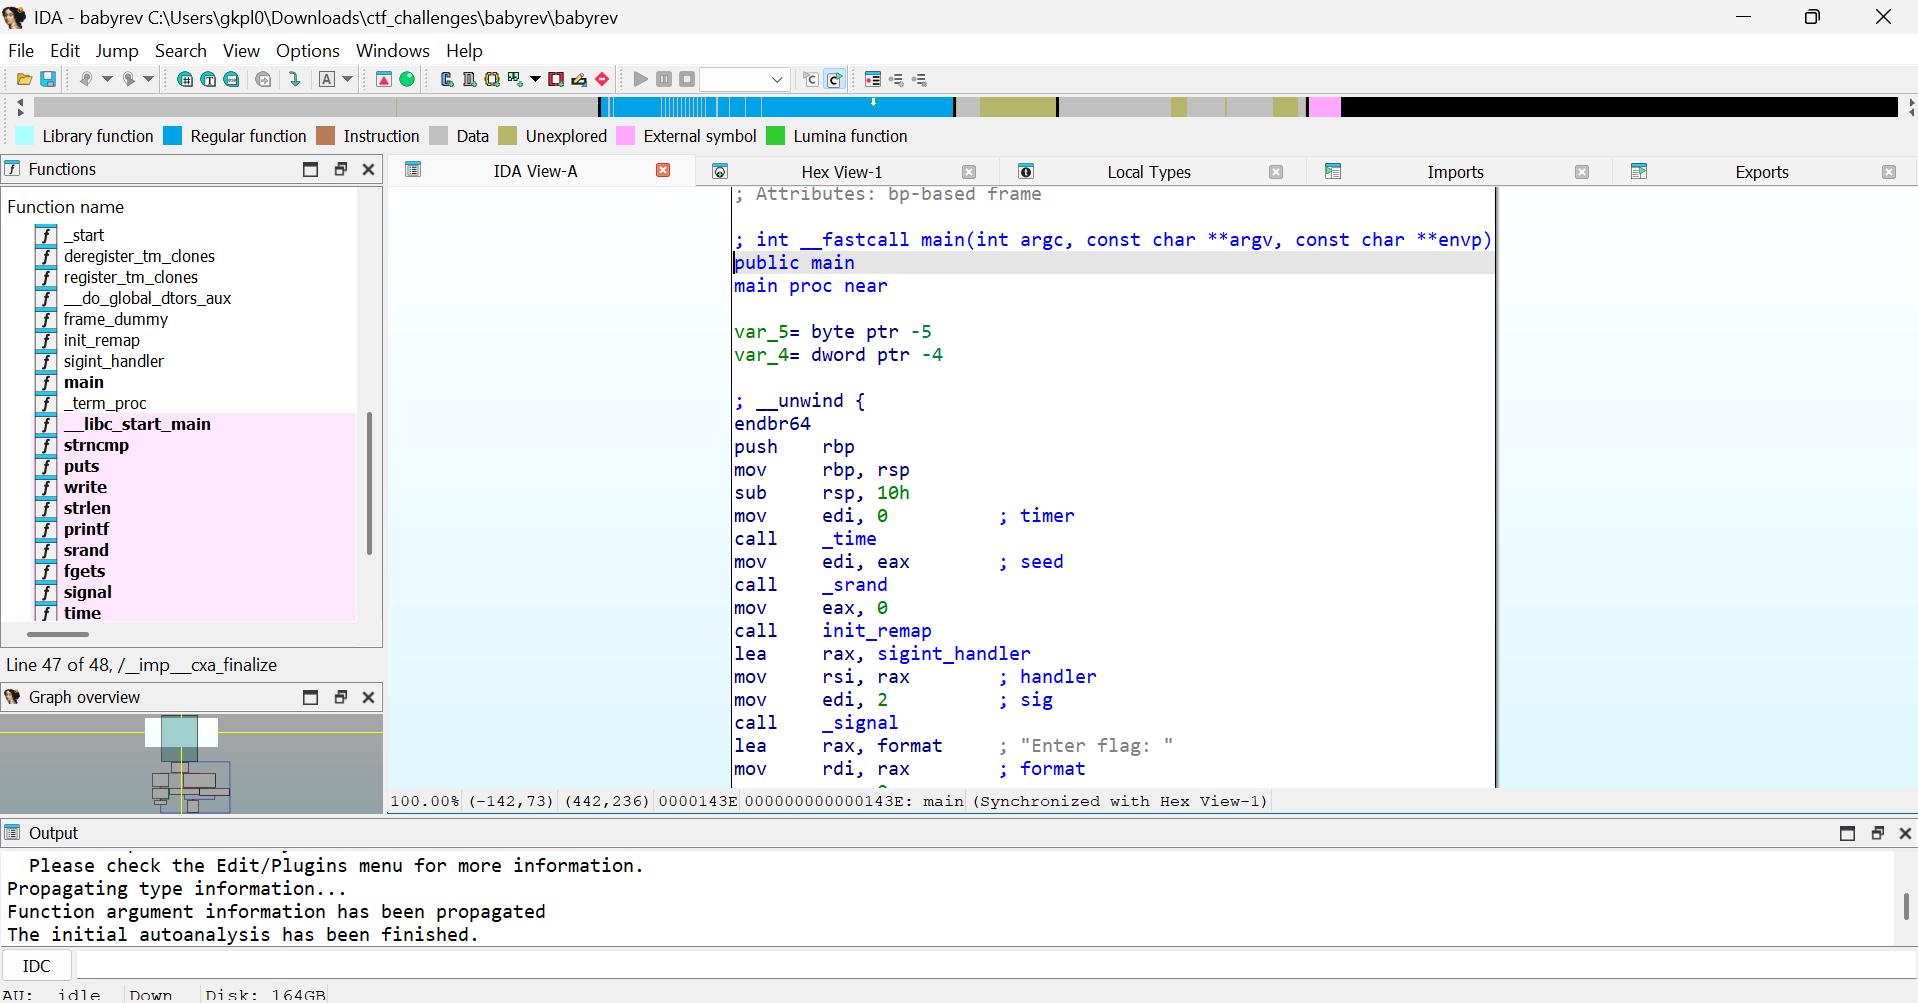 IDA - babyrev C:\Users\gkpl0\Downloads\ctf_challenges\babyrev\babyrev
File Edit Jump Search View Options Windows Help
Library function Regular function Instruction Data Unexplored External symbol Lumina function
Functions
Function name
_start
deregister_tm_clones
register_tm_clones
__do_global_dtors_aux
frame_dummy
init_remap
sigint_handler
main
_term_proc
__libc_start_main
strncmp
puts
write
strlen
printf
srand
fgets
signal
time
Line 47 of 48, /_imp__cxa_finalize
Graph overview
IDA View-A Hex View-1 Local Types Imports Exports
; Attributes: bp-based frame
; int __fastcall main(int argc, const char **argv, const char **envp)
public main
main proc near
var_5= byte ptr -5
var_4= dword ptr -4
; __unwind {
endbr64
push rbp
mov rbp, rsp
sub rsp, 10h
mov edi, 0 ; timer
call _time
mov edi, eax ; seed
call _srand
mov eax, 0
call init_remap
lea rax, sigint_handler
mov rsi, rax ; handler
mov edi, 2 ; sig
call _signal
lea rax, format ; "Enter flag: "
mov rdi, rax ; format
100.00% (-142,73) (442,236) 0000143E 000000000000143E: main (Synchronized with Hex View-1)
Output
Please check the Edit/Plugins menu for more information.
Propagating type information...
Function argument information has been propagated
The initial autoanalysis has been finished.
IDC
AU: idle Down Disk: 164GB